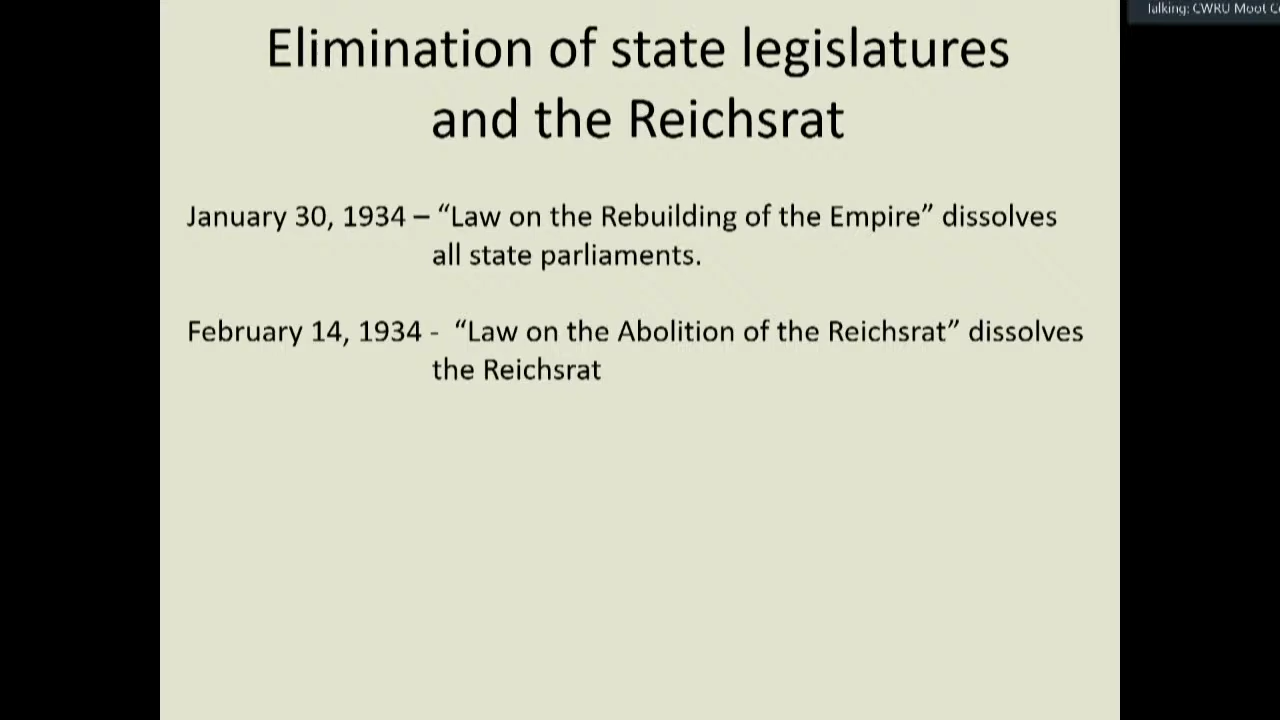 Talking: CWRU Moot
Elimination of state legislatures
and the Reichsrat
January 30, 1934 – “Law on the Rebuilding of the Empire” dissolves
all state parliaments.
February 14, 1934 - “Law on the Abolition of the Reichsrat” dissolves
the Reichsrat